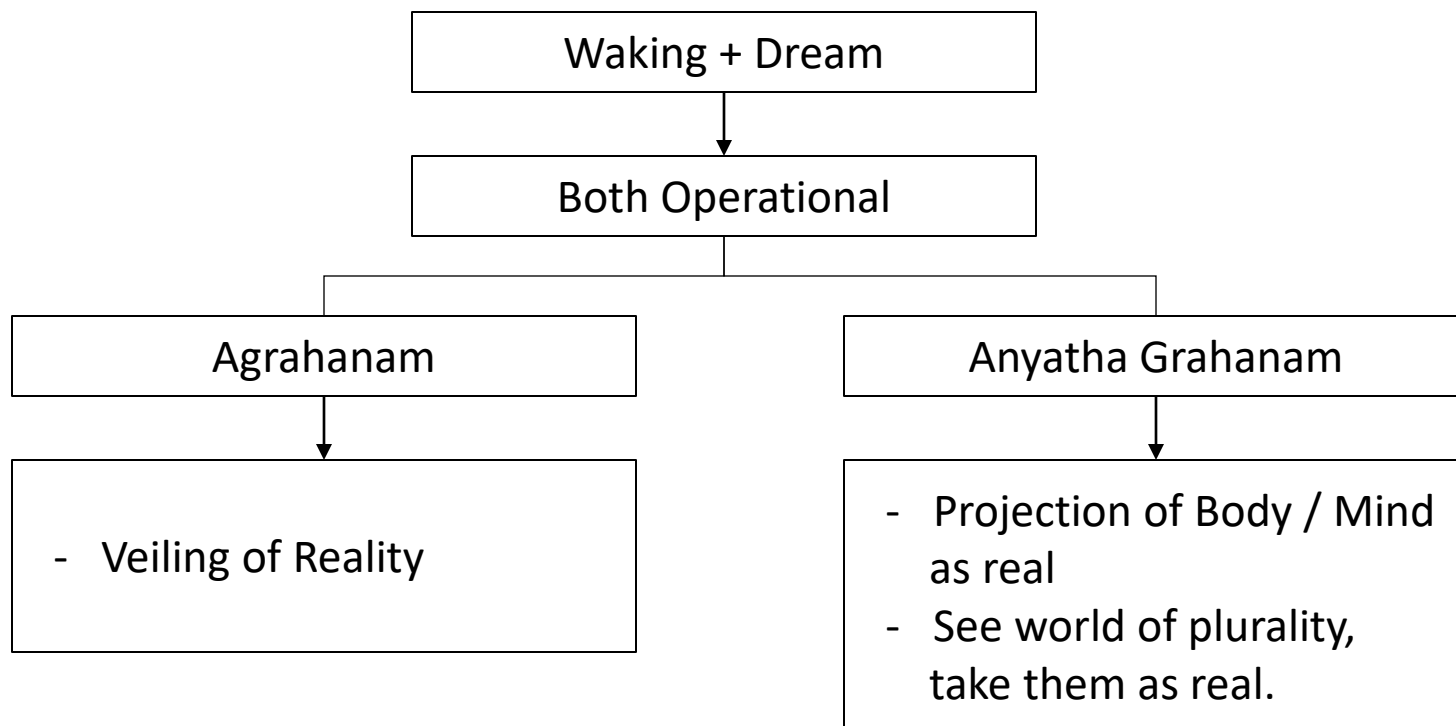 Waking + Dream
Both Operational
Agrahanam
Anyatha Grahanam
- Veiling of Reality
- Projection of Body / Mind
as real
- See world of plurality,
take them as real.